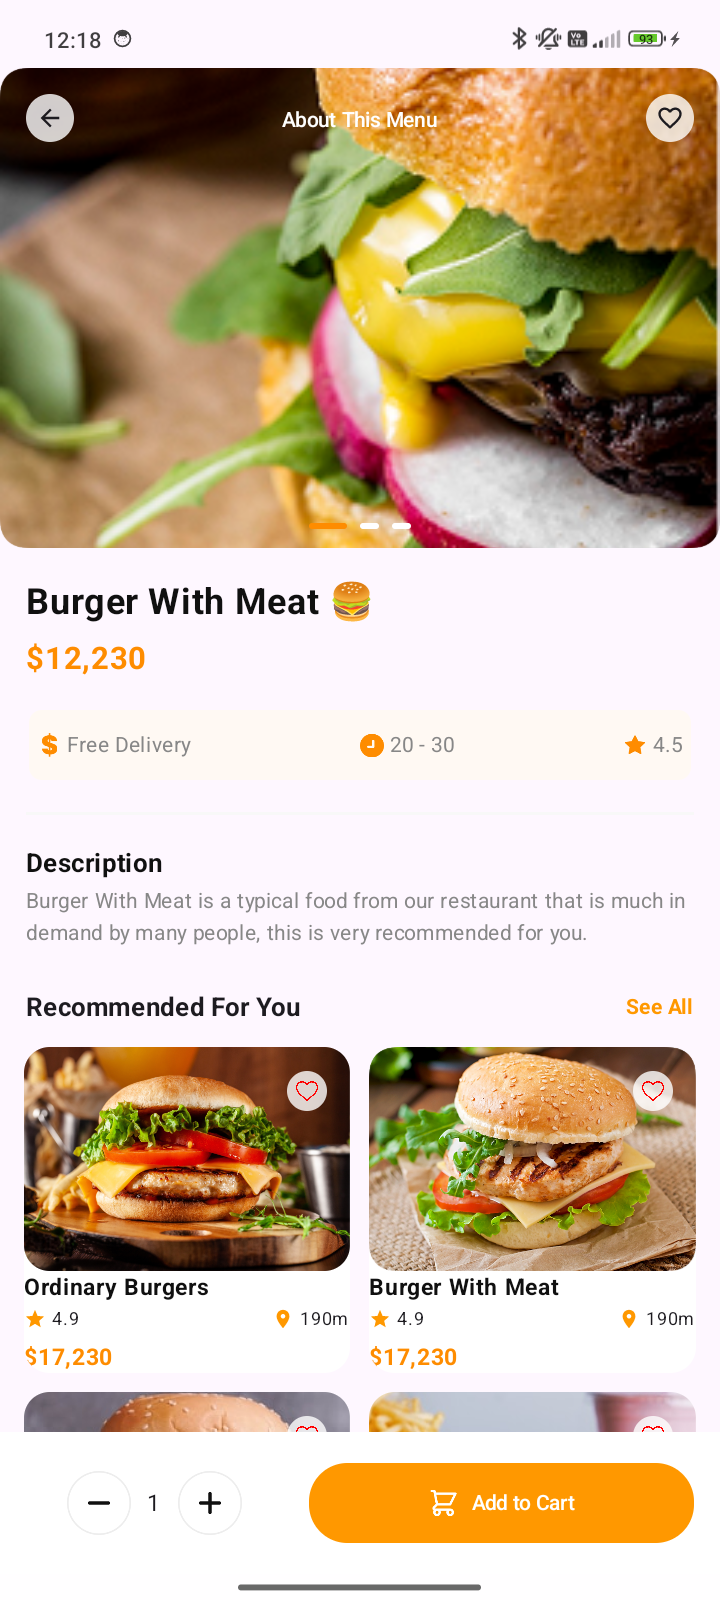 12:18
Vo LTE
93
About This Menu
Burger With Meat 🍔
$12,230
$ Free Delivery
20 - 30
4.5
Description
Burger With Meat is a typical food from our restaurant that is much in
demand by many people, this is very recommended for you.
Recommended For You
See All
Ordinary Burgers
4.9
190m
$17,230
Burger With Meat
4.9
190m
$17,230
1
Add to Cart